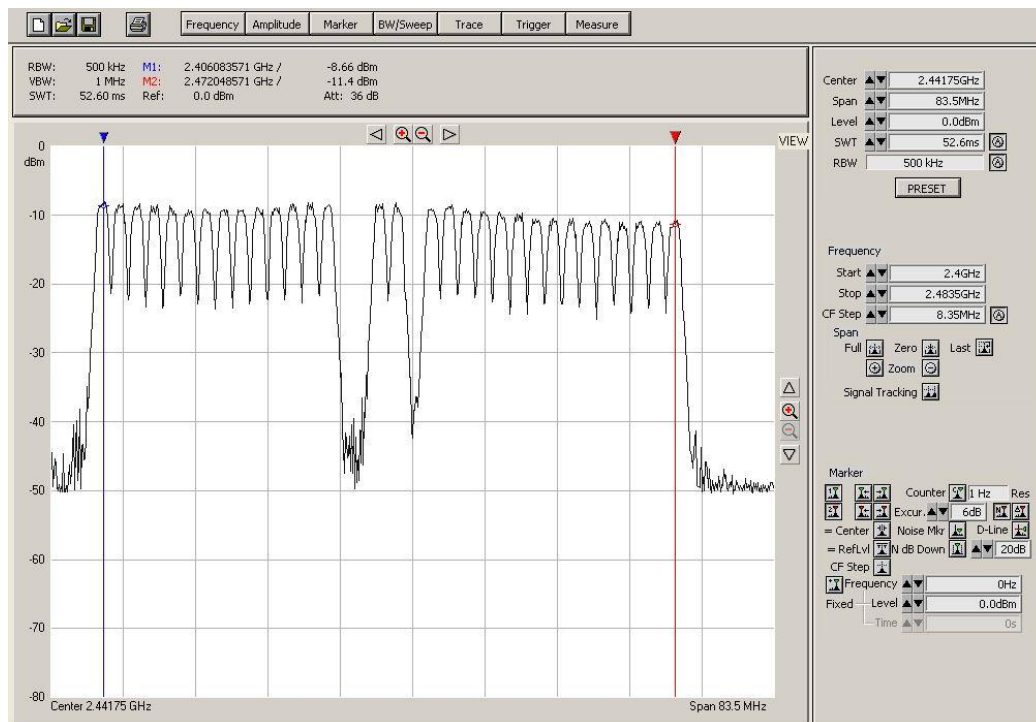 Frequency Amplitude Marker BW/Sweep Trace Trigger Measure
RBW: 500 kHz M1: 2.406083571 GHz / -8.66 dBm
VBW: 1 MHz M2: 2.472048571 GHz / -11.4 dBm
SWT: 52.60 ms Ref: 0.0 dBm Att: 36 dB
VIEW
0
dBm
-10
-20
-30
-40
-50
-60
-70
-80
Center 2.44175 GHz Span 83.5 MHz
Center 2.44175GHz
Span 83.5MHz
Level 0.0dBm
SWT 52.6ms
RBW 500 kHz
PRESET
Frequency
Start 2.4GHz
Stop 2.4835GHz
CF Step 8.35MHz
Span
Full Zero Last
Zoom
Signal Tracking
Marker
Counter 1 Hz Res
Excur. 6dB
= Center Noise Mkr D-Line
= RefLvl N dB Down 20dB
CF Step
Frequency 0Hz
Fixed Level 0.0dBm
Time 0s